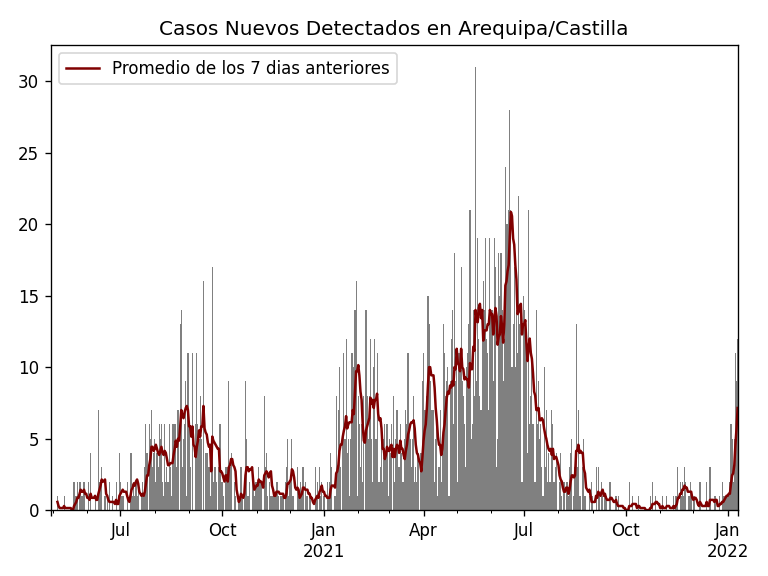 Casos Nuevos Detectados en Arequipa/Castilla
Promedio de los 7 dias anteriores
30
25
20
15
10
5
0
Jul
Oct
Jan
2021
Apr
Jul
Oct
Jan
2022